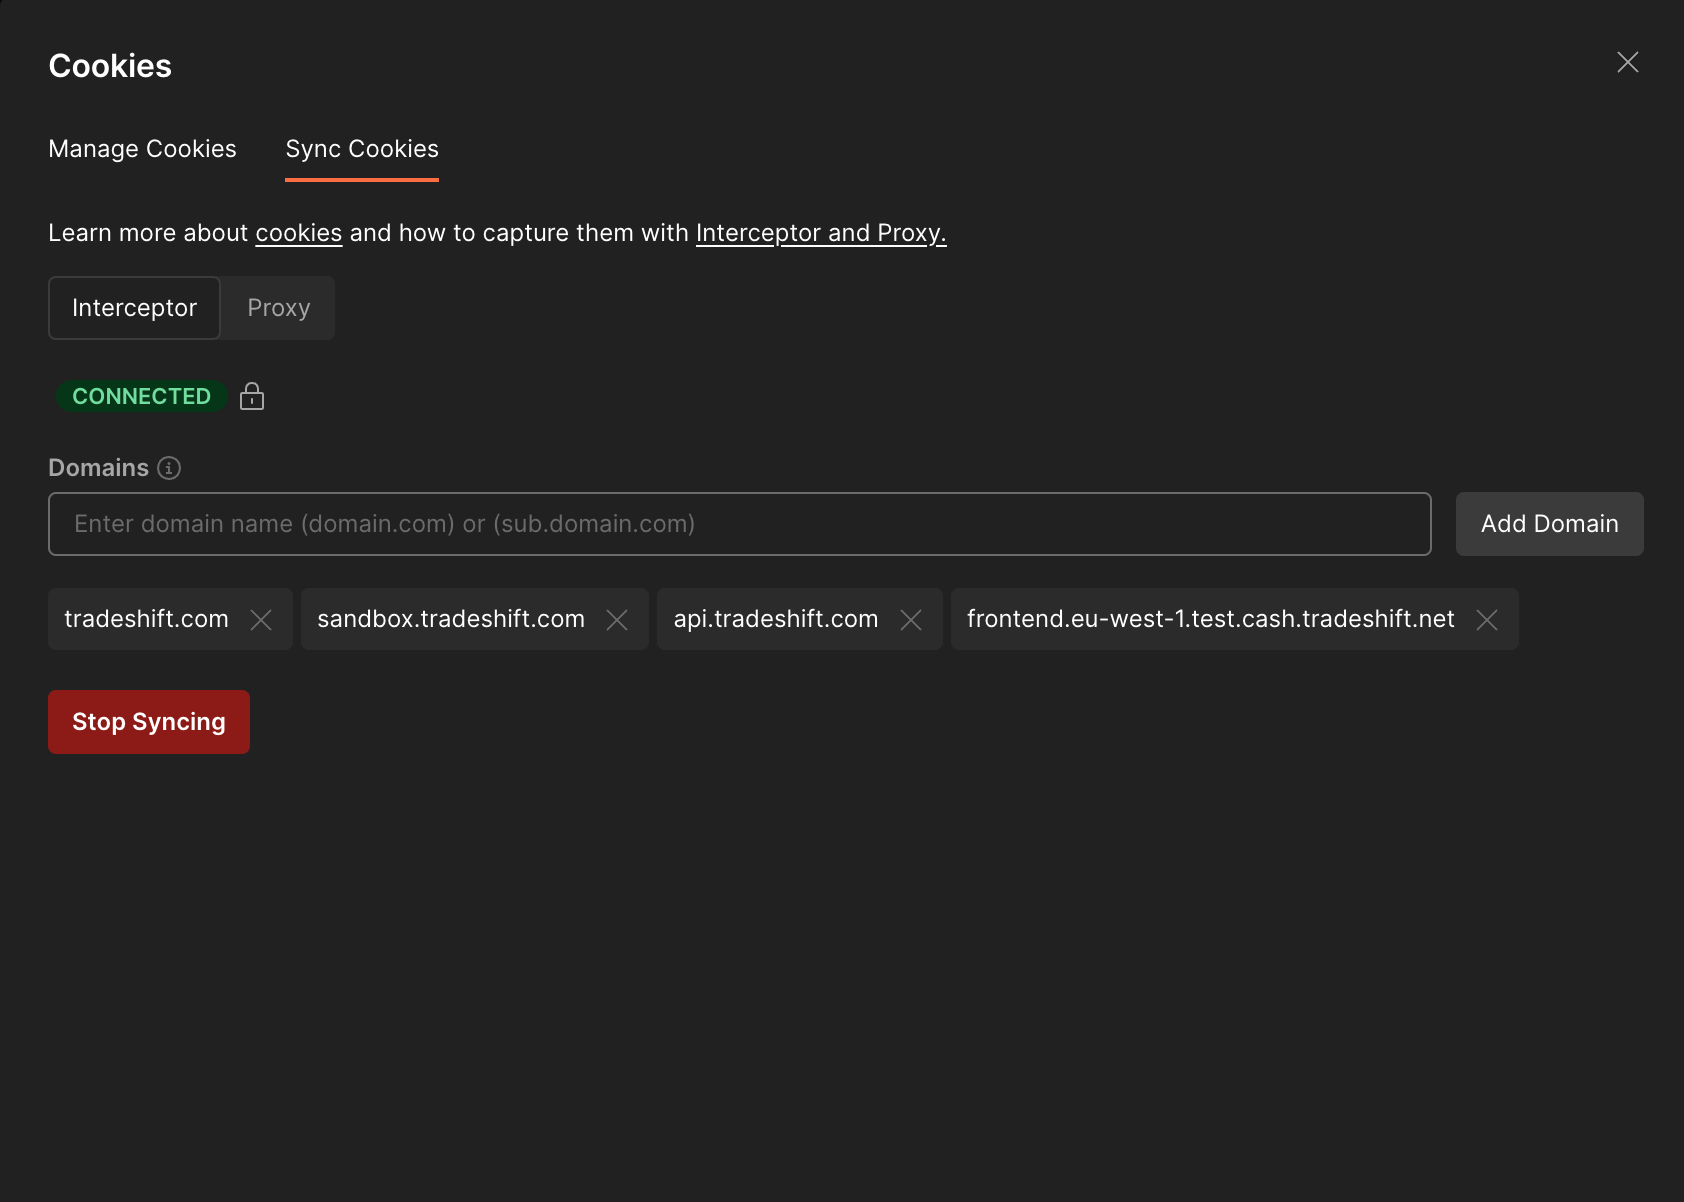 Cookies
Manage Cookies Sync Cookies
Learn more about cookies and how to capture them with Interceptor and Proxy.
Interceptor Proxy
CONNECTED
Domains
Enter domain name (domain.com) or (sub.domain.com) Add Domain
tradeshift.com sandbox.tradeshift.com api.tradeshift.com frontend.eu-west-1.test.cash.tradeshift.net
Stop Syncing